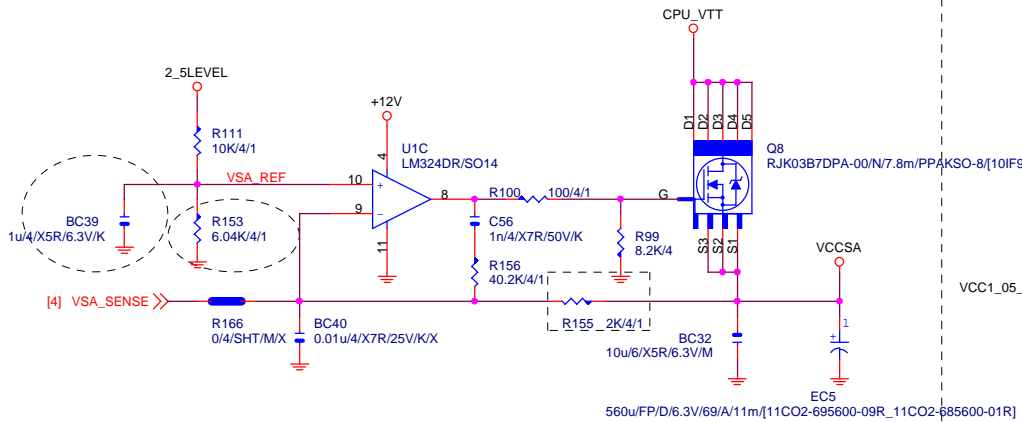 CPU_VTT
2_5LEVEL
+12V
R111
10K/4/1
U1C
LM324DR/SO14
4
D1
D2
D3
D4
D5
Q8
RJK03B7DPA-00/N/7.8m/PPAKSO-8/[10IF9
VSA_REF
10
+
9
−
8
11
R100
100/4/1
G
BC39
1u/4/X5R/6.3V/K
R153
6.04K/4/1
C56
1n/4/X7R/50V/K
R99
8.2K/4
S3
S2
S1
VCCSA
R156
40.2K/4/1
VCC1_05_
[4]
VSA_SENSE
R166
0/4/SHT/M/X
BC40
0.01u/4/X7R/25V/K/X
R155
2K/4/1
BC32
10u/6/X5R/6.3V/M
1
+
EC5
560u/FP/D/6.3V/69/A/11m/[11CO2-695600-09R_11CO2-685600-01R]